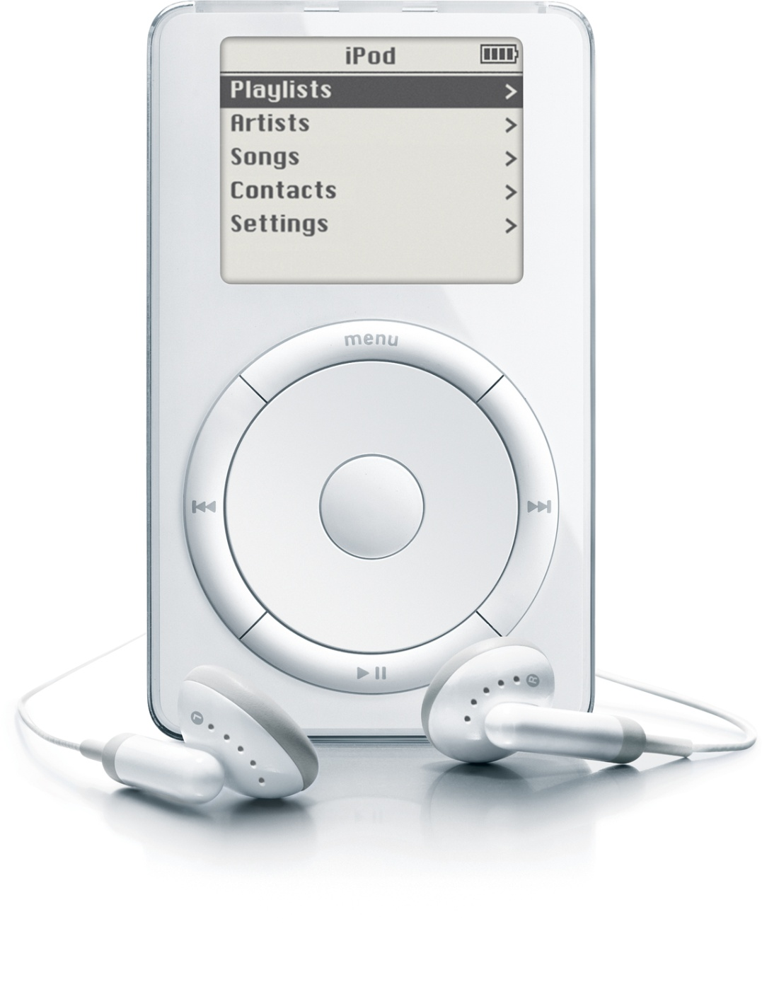 iPod
Playlists
Artists
Songs
Contacts
Settings
menu
R
L